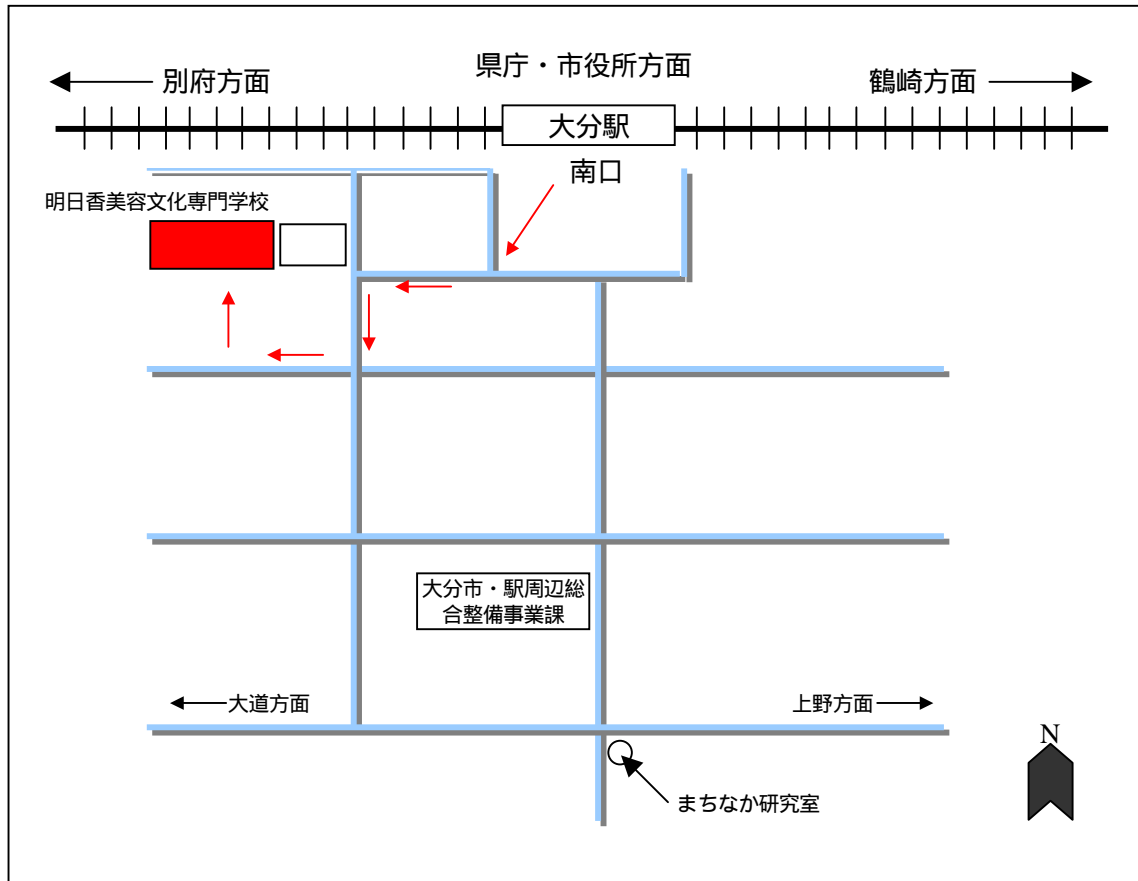 県庁・市役所方面
別府方面
鶴崎方面
大分駅
南口
明日香美容文化専門学校
大分市・駅周辺総
合整備事業課
大道方面
上野方面
N
まちなか研究室